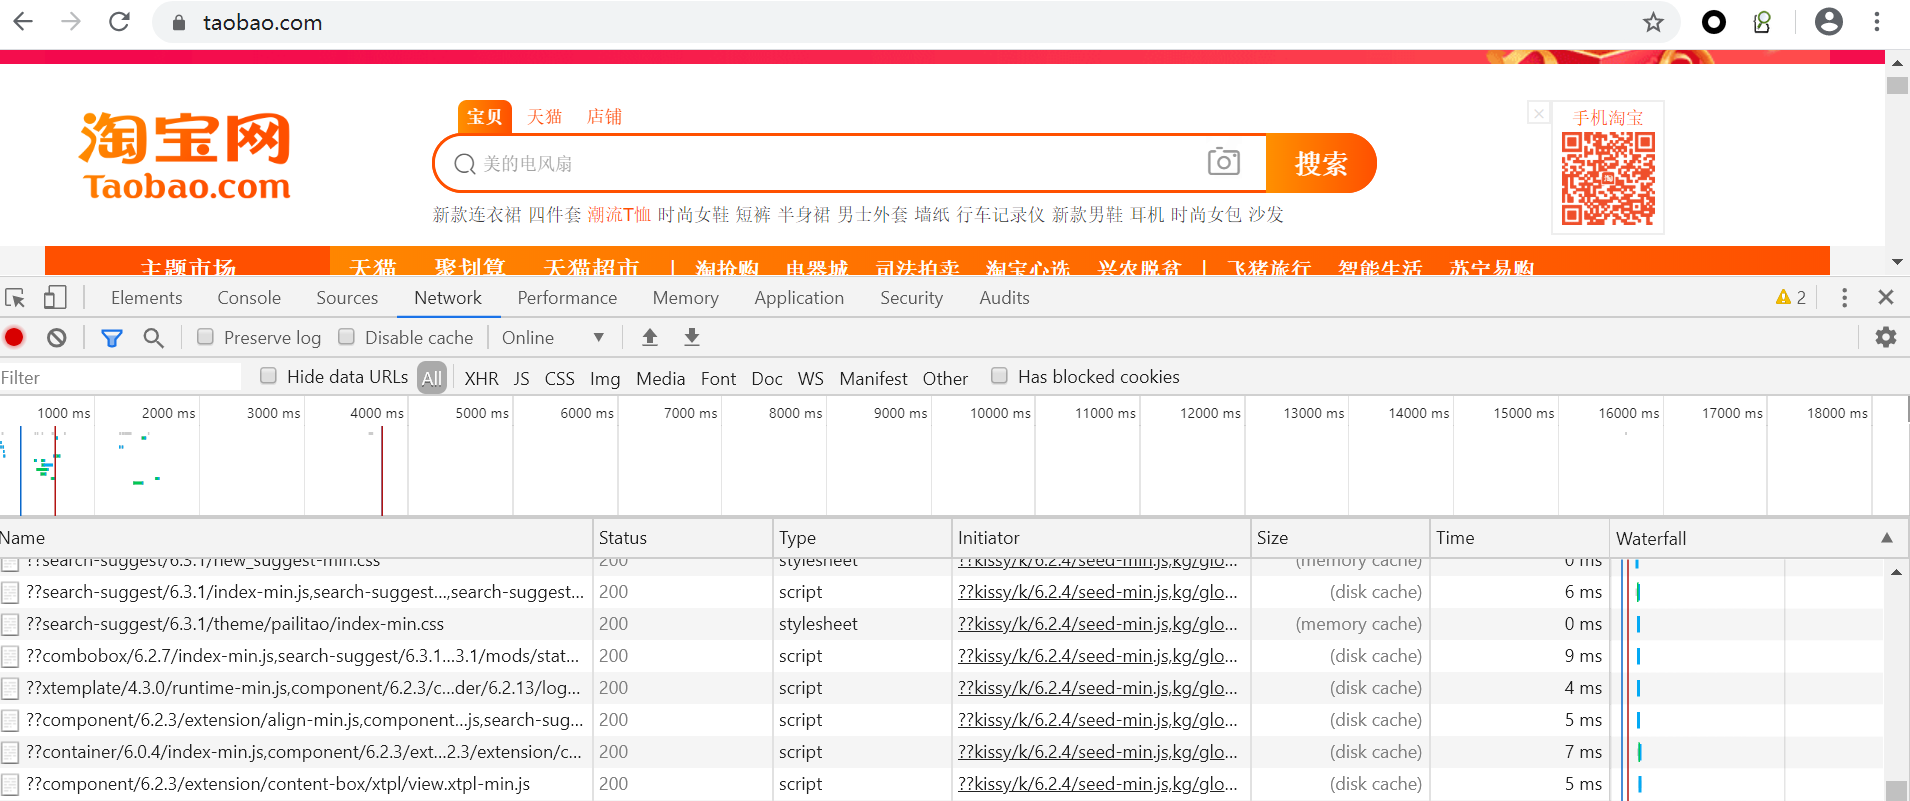 taobao.com
宝贝 天猫 店铺
手机淘宝
淘宝网
Taobao.com
美的电风扇
搜索
新款连衣裙 四件套 潮流T恤 时尚女鞋 短裤 半身裙 男士外套 墙纸 行车记录仪 新款男鞋 耳机 时尚女包 沙发
主题市场 天猫 聚划算 天猫超市 | 淘抢购 电器城 司法拍卖 淘宝心选 兴农脱贫 | 飞猪旅行 智能生活 苏宁易购
Elements Console Sources Network Performance Memory Application Security Audits 2
Preserve log Disable cache Online
Filter Hide data URLs All XHR JS CSS Img Media Font Doc WS Manifest Other Has blocked cookies
1000 ms 2000 ms 3000 ms 4000 ms 5000 ms 6000 ms 7000 ms 8000 ms 9000 ms 10000 ms 11000 ms 12000 ms 13000 ms 14000 ms 15000 ms 16000 ms 17000 ms 18000 ms
Name Status Type Initiator Size Time Waterfall
??search-suggest/6.3.1/new_suggest-min.css 200 stylesheet ??kissy/k/6.2.4/seed-min.js,kg/glo... (memory cache) 0 ms
??search-suggest/6.3.1/index-min.js,search-suggest...,search-suggest... 200 script ??kissy/k/6.2.4/seed-min.js,kg/glo... (disk cache) 6 ms
??search-suggest/6.3.1/theme/pailitao/index-min.css 200 stylesheet ??kissy/k/6.2.4/seed-min.js,kg/glo... (memory cache) 0 ms
??combobox/6.2.7/index-min.js,search-suggest/6.3.1...3.1/mods/stat... 200 script ??kissy/k/6.2.4/seed-min.js,kg/glo... (disk cache) 9 ms
??xtemplate/4.3.0/runtime-min.js,component/6.2.3/c...der/6.2.13/log... 200 script ??kissy/k/6.2.4/seed-min.js,kg/glo... (disk cache) 4 ms
??component/6.2.3/extension/align-min.js,component...js,search-sug... 200 script ??kissy/k/6.2.4/seed-min.js,kg/glo... (disk cache) 5 ms
??container/6.0.4/index-min.js,component/6.2.3/ext...2.3/extension/c... 200 script ??kissy/k/6.2.4/seed-min.js,kg/glo... (disk cache) 7 ms
??component/6.2.3/extension/content-box/xtpl/view.xtpl-min.js 200 script ??kissy/k/6.2.4/seed-min.js,kg/glo... (disk cache) 5 ms